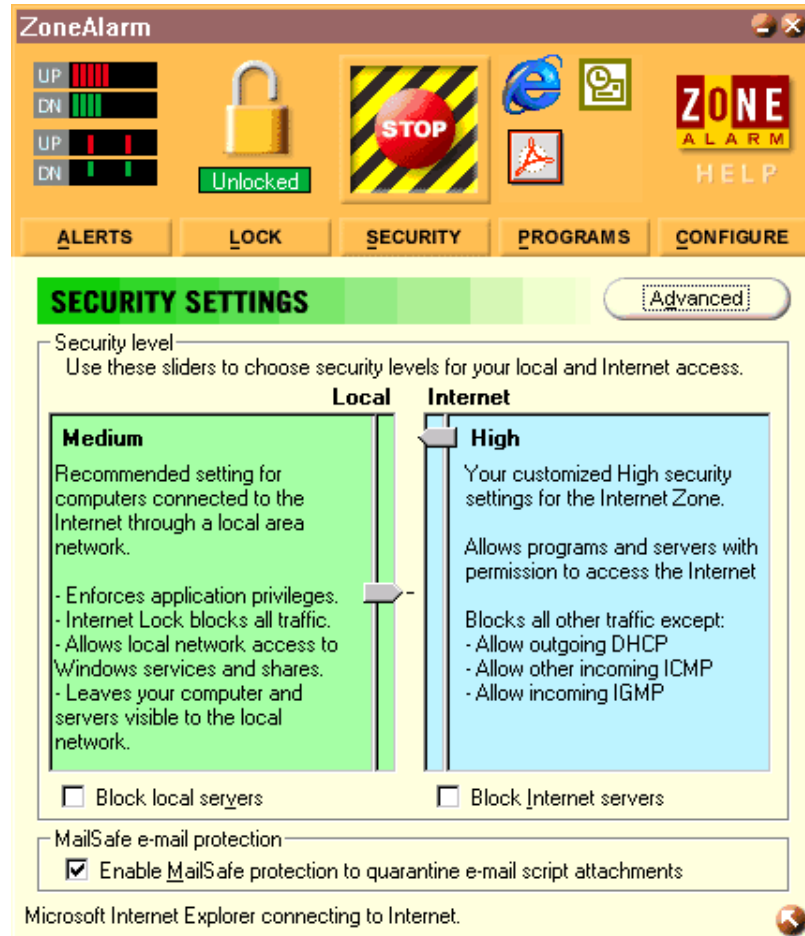 ZoneAlarm
UP
DN
UP
DN
Unlocked
STOP
ZONE
ALARM
HELP
ALERTS
LOCK
SECURITY
PROGRAMS
CONFIGURE
SECURITY SETTINGS
Advanced
Security level
Use these sliders to choose security levels for your local and Internet access.
Local
Internet
Medium
Recommended setting for
computers connected to the
Internet through a local area
network.
- Enforces application privileges.
- Internet Lock blocks all traffic.
- Allows local network access to
Windows services and shares.
- Leaves your computer and
servers visible to the local
network.
High
Your customized High security
settings for the Internet Zone.
Allows programs and servers with
permission to access the Internet
Blocks all other traffic except:
- Allow outgoing DHCP
- Allow other incoming ICMP
- Allow incoming IGMP
Block local servers
Block Internet servers
MailSafe e-mail protection
Enable MailSafe protection to quarantine e-mail script attachments
Microsoft Internet Explorer connecting to Internet.